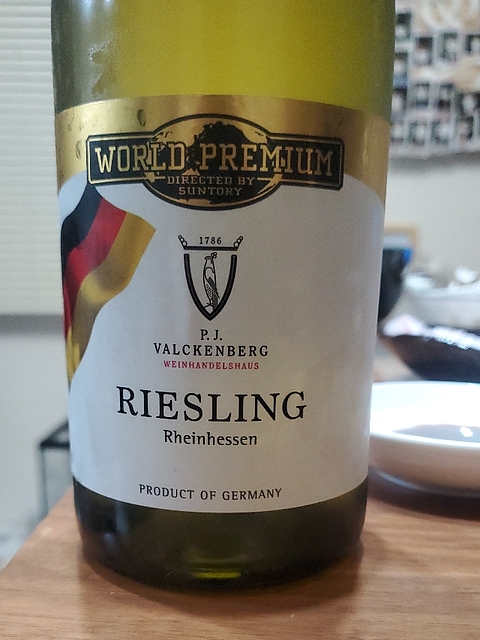 WORLD PREMIUM
DIRECTED BY
SUNTORY
1786
P.J.
VALCKENBERG
WEINHANDELSHAUS
RIESLING
Rheinhessen
PRODUCT OF GERMANY